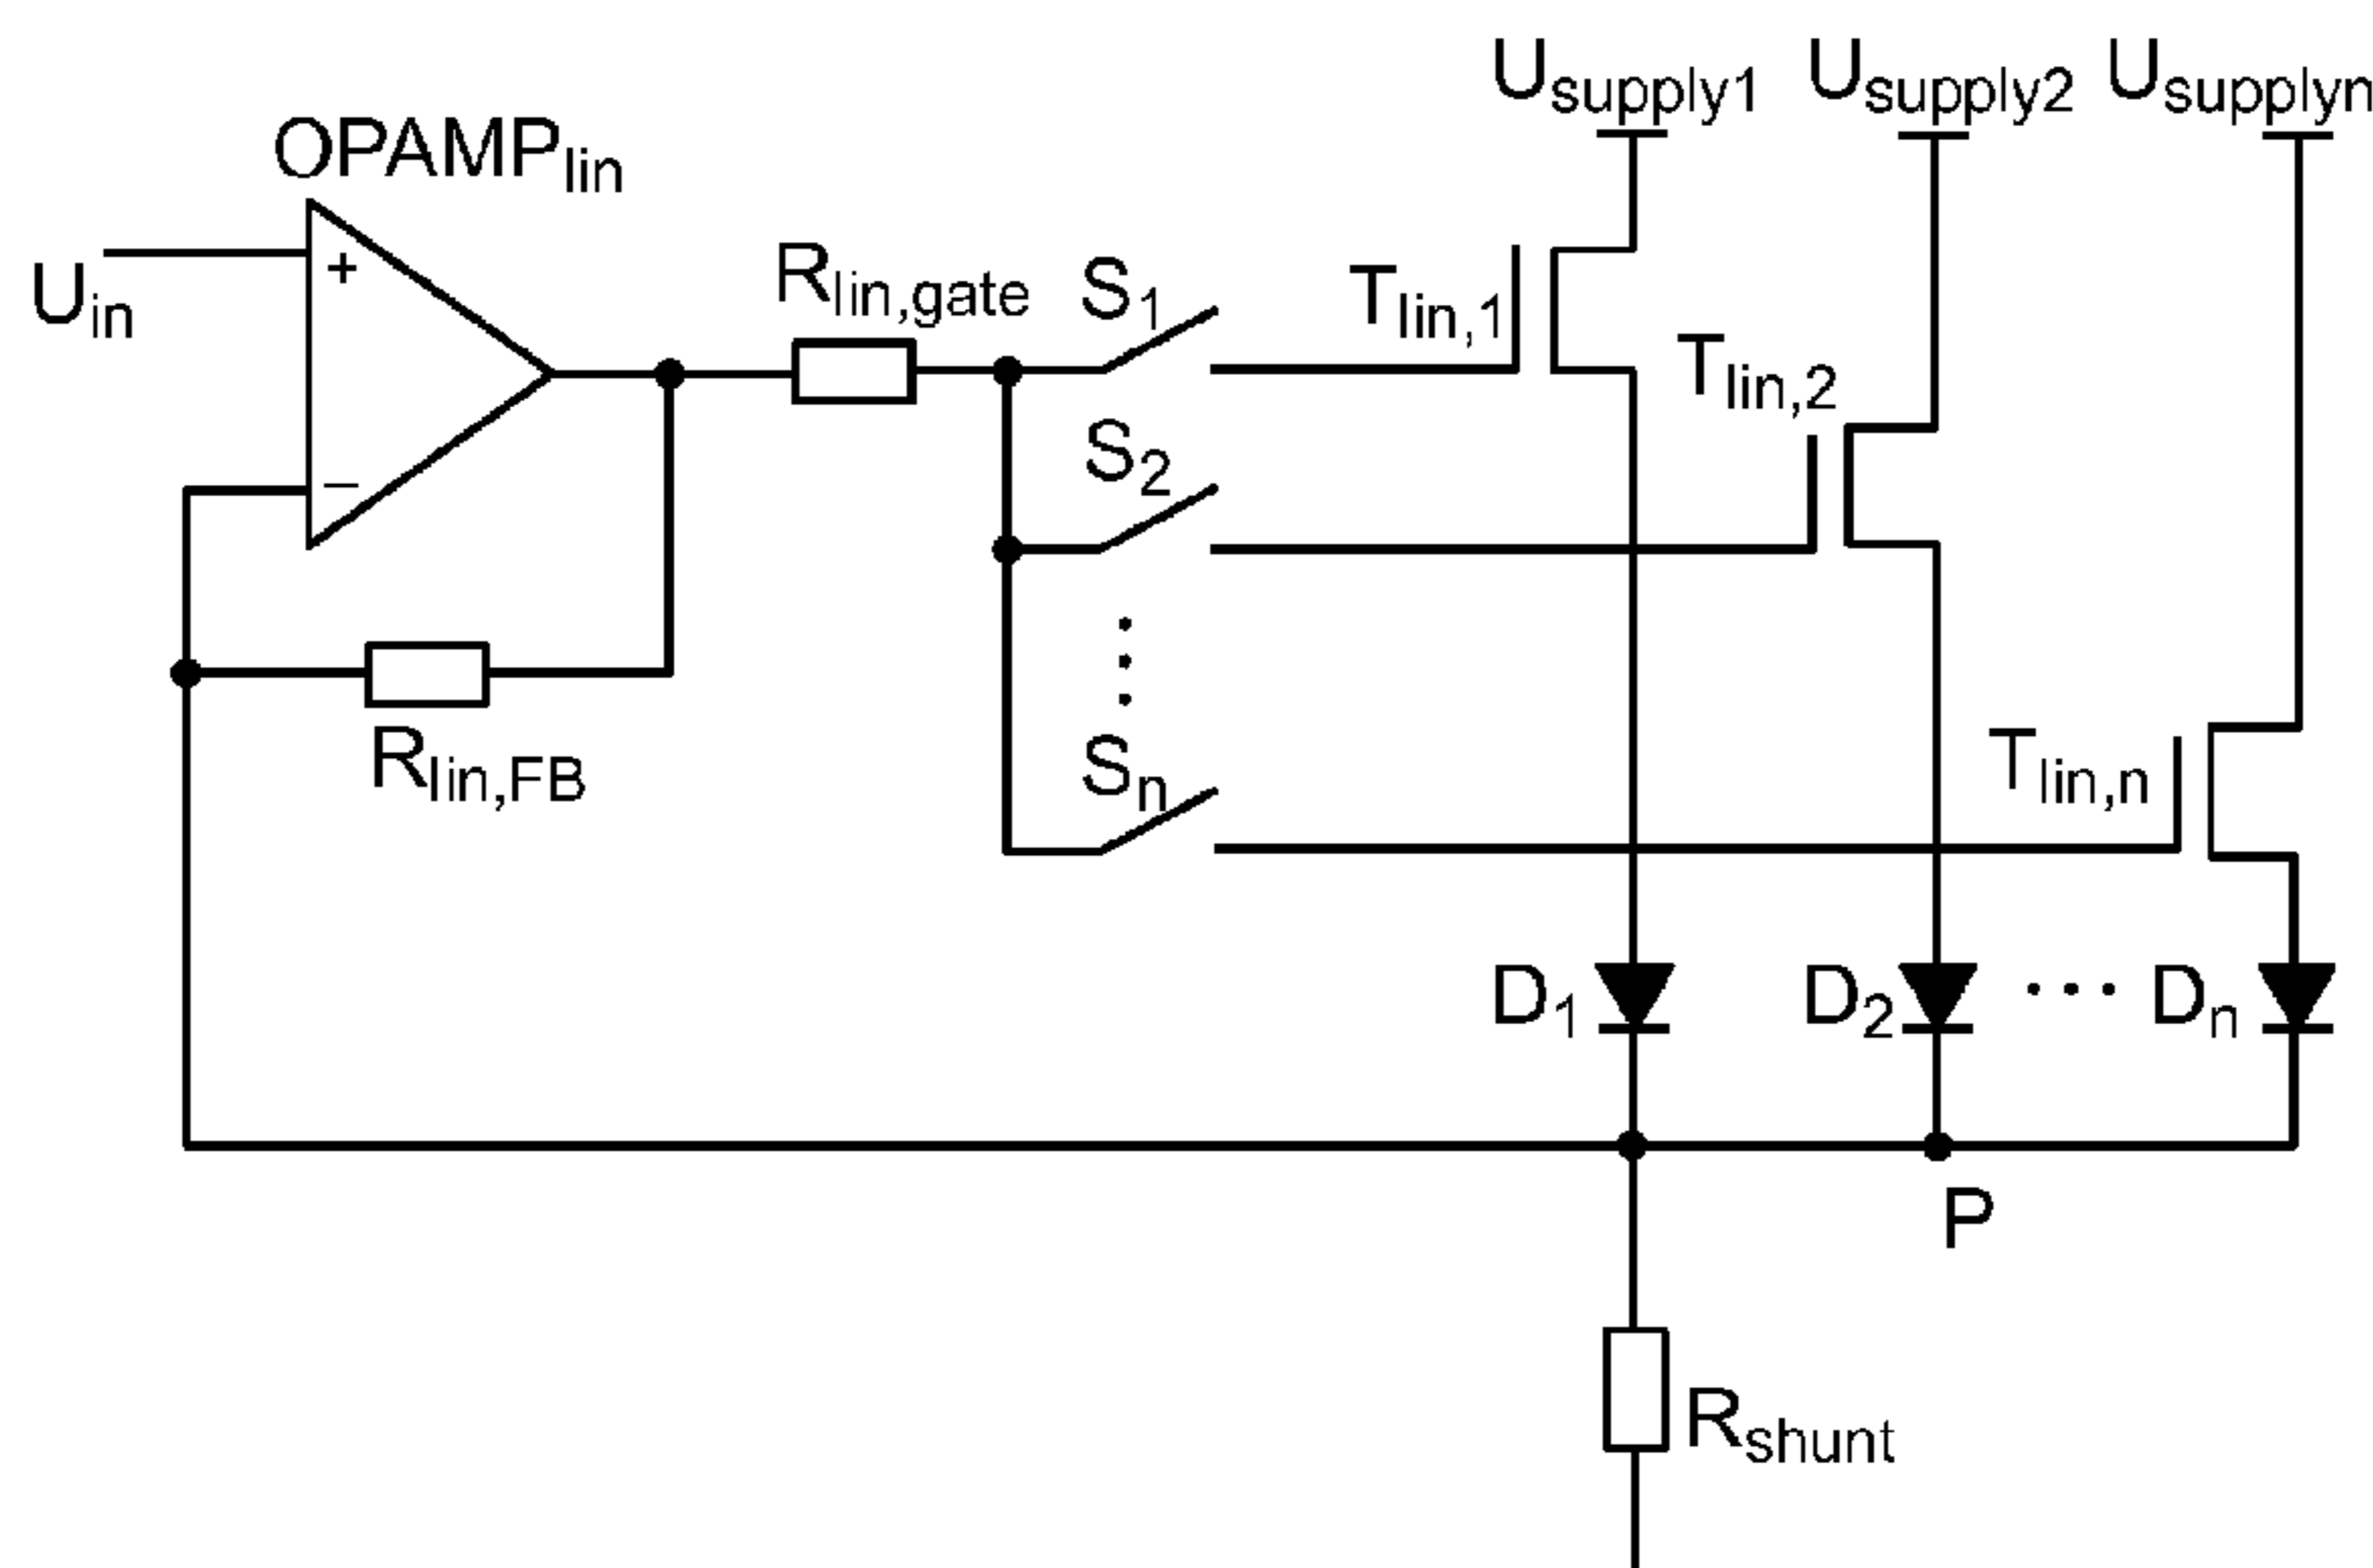 U_supply1 U_supply2 U_supplyn
OPAMP_lin
+
U_in
R_lin,gate
S_1
T_lin,1
T_lin,2
S_2
−
R_lin,FB
S_n
T_lin,n
D_1 D_2 ... D_n
P
R_shunt